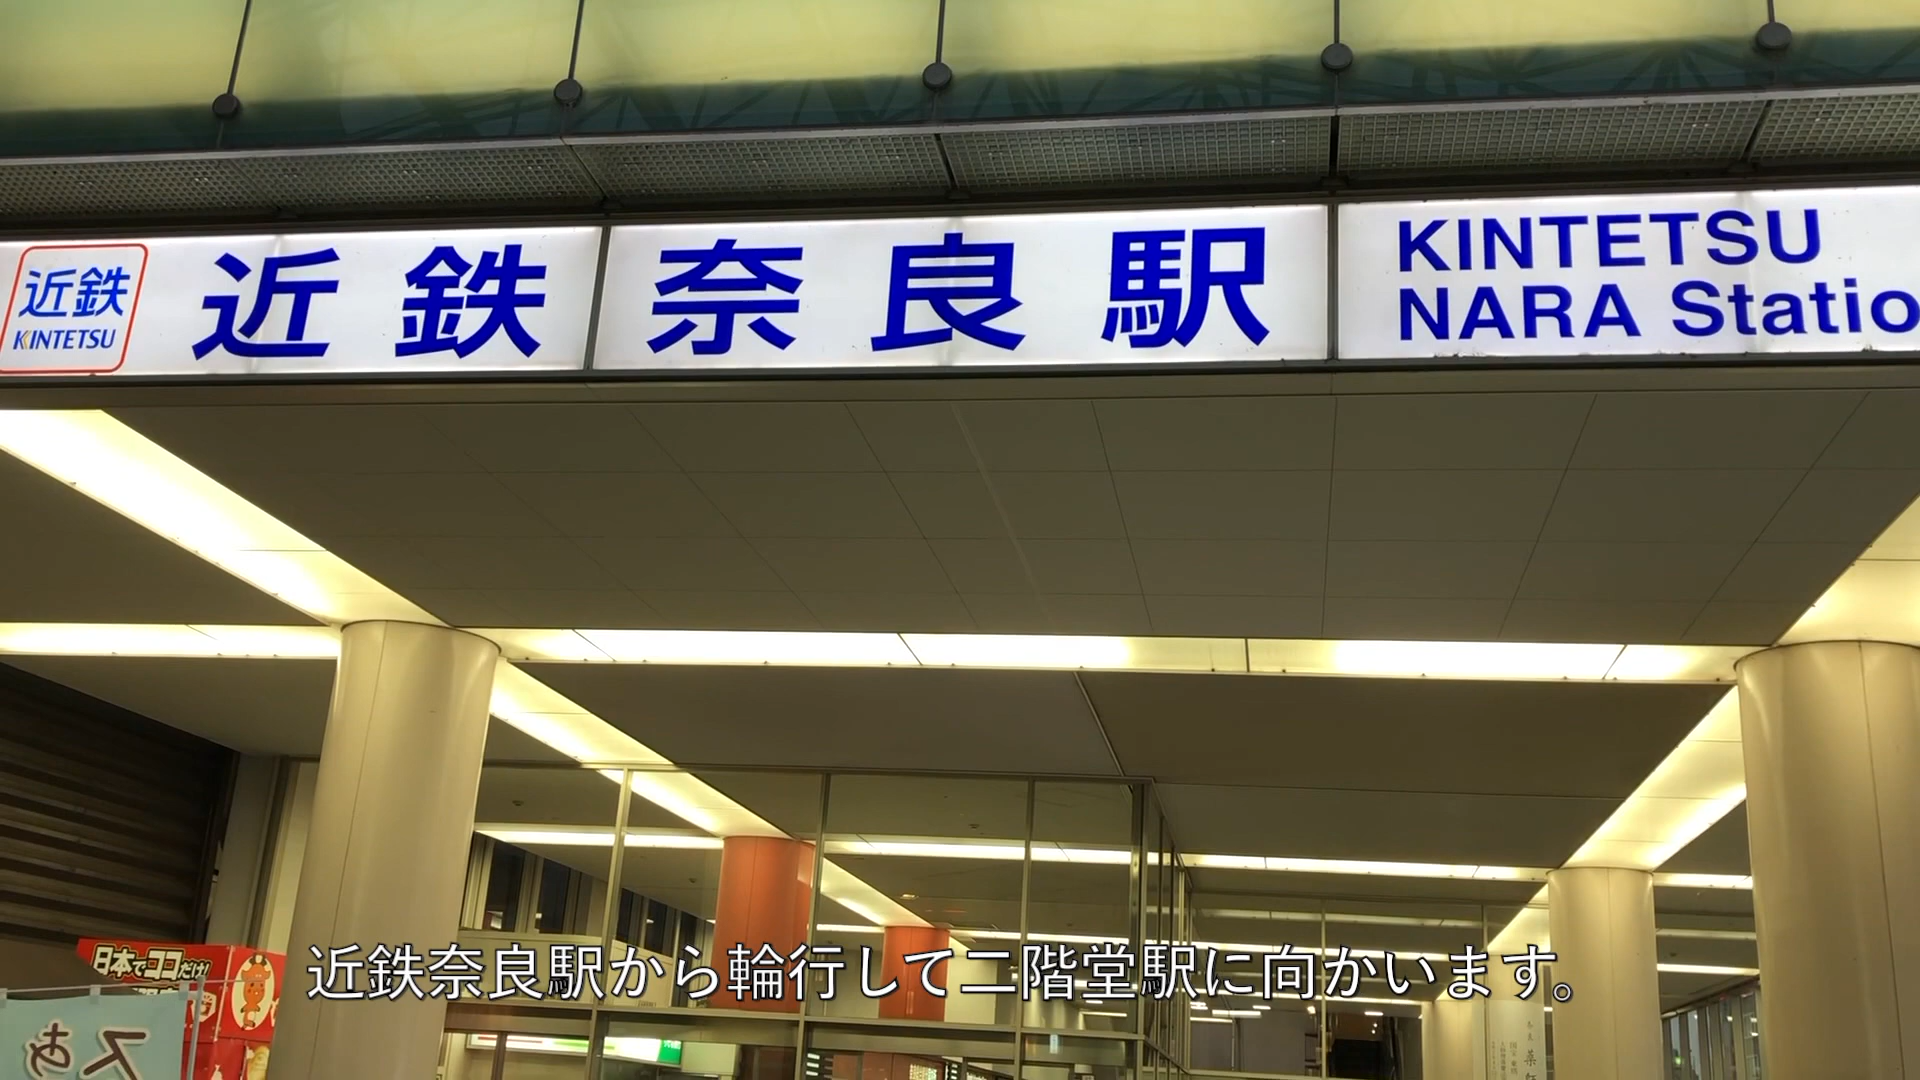 近鉄
KINTETSU
近鉄奈良駅
KINTETSU
NARA Statio
日本でココだけ!
近鉄奈良駅から輪行して二階堂駅に向かいます。